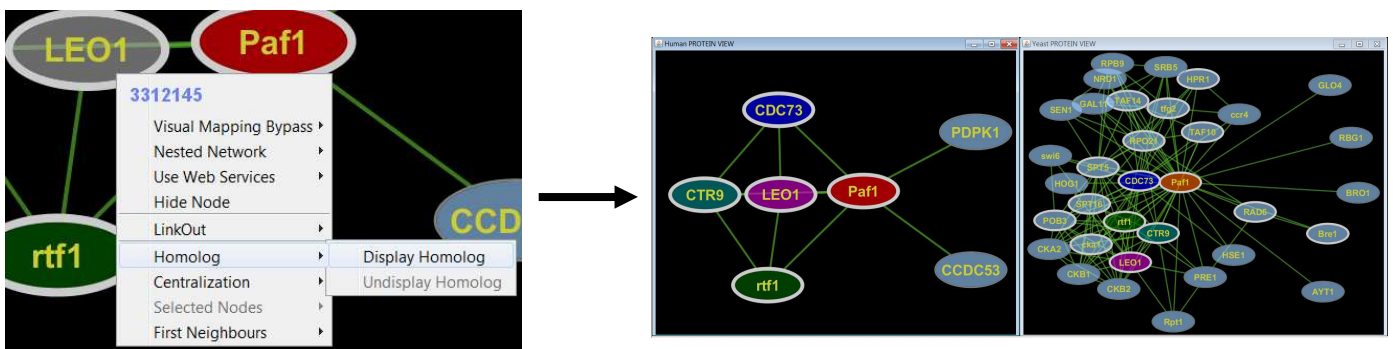 LEO1
Paf1
3312145
Visual Mapping Bypass
Nested Network
Use Web Services
Hide Node
LinkOut
Homolog
Display Homolog
Centralization
Undisplay Homolog
Selected Nodes
First Neighbours
rtf1
CCD
Human PROTEIN VIEW
CDC73
PDPK1
CTR9
LEO1
Paf1
CCDC53
rtf1
Yeast PROTEIN VIEW
RPB9
SRB5
NRD1
HPR1
GLO4
SEN1
GAL11
TAF14
tfg2
ccr4
TAF10
RBG1
RPO21
swi6
SPT5
HOG1
CDC73
Paf1
BRO1
SPT16
POB3
rtf1
RAD6
CTR9
Bre1
CKA2
cka1
LEO1
HSE1
CKB1
PRE1
CKB2
AYT1
Rpt1